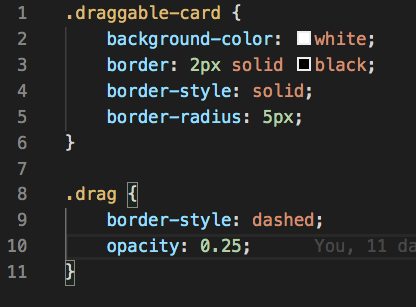 1 .draggable-card {
2 background-color: white;
3 border: 2px solid black;
4 border-style: solid;
5 border-radius: 5px;
6 }
7
8 .drag {
9 border-style: dashed;
10 opacity: 0.25; You, 11 da
11 }